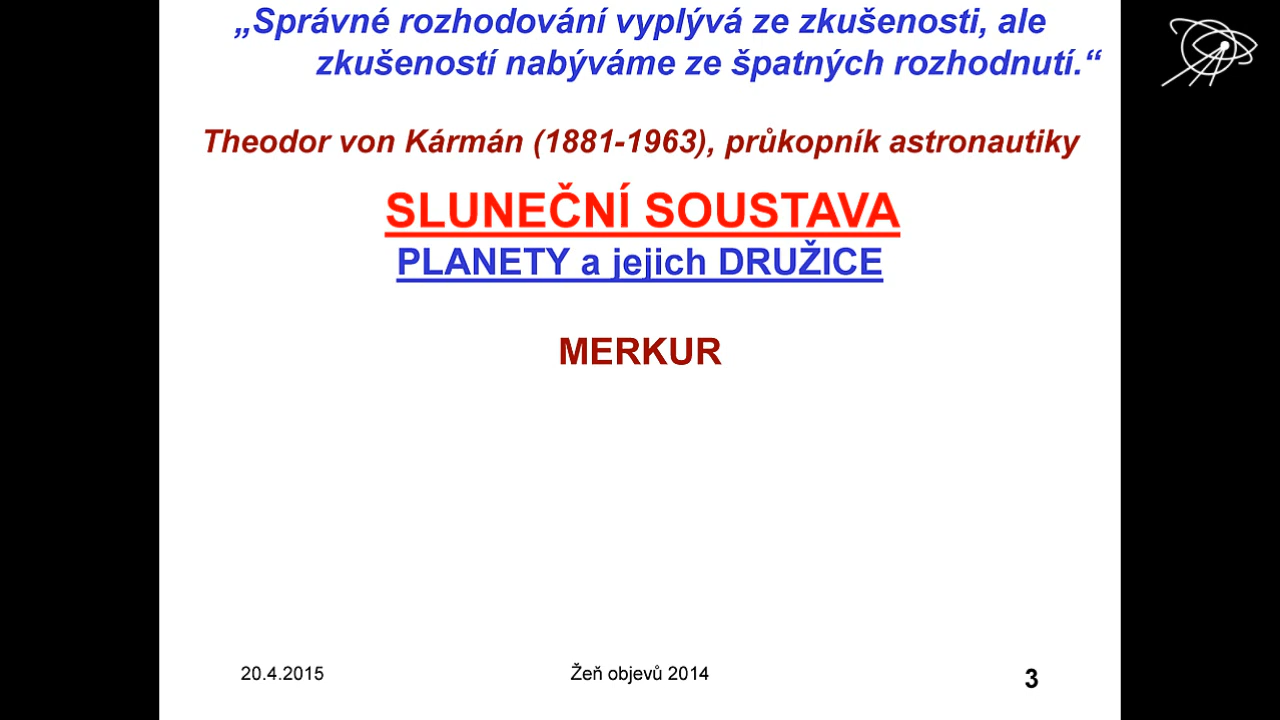 „Správné rozhodování vyplývá ze zkušenosti, ale
zkušeností nabýváme ze špatných rozhodnutí.“
Theodor von Kármán (1881-1963), průkopník astronautiky
SLUNEČNÍ SOUSTAVA
PLANETY a jejich DRUŽICE
MERKUR
20.4.2015
Žeň objevů 2014
3